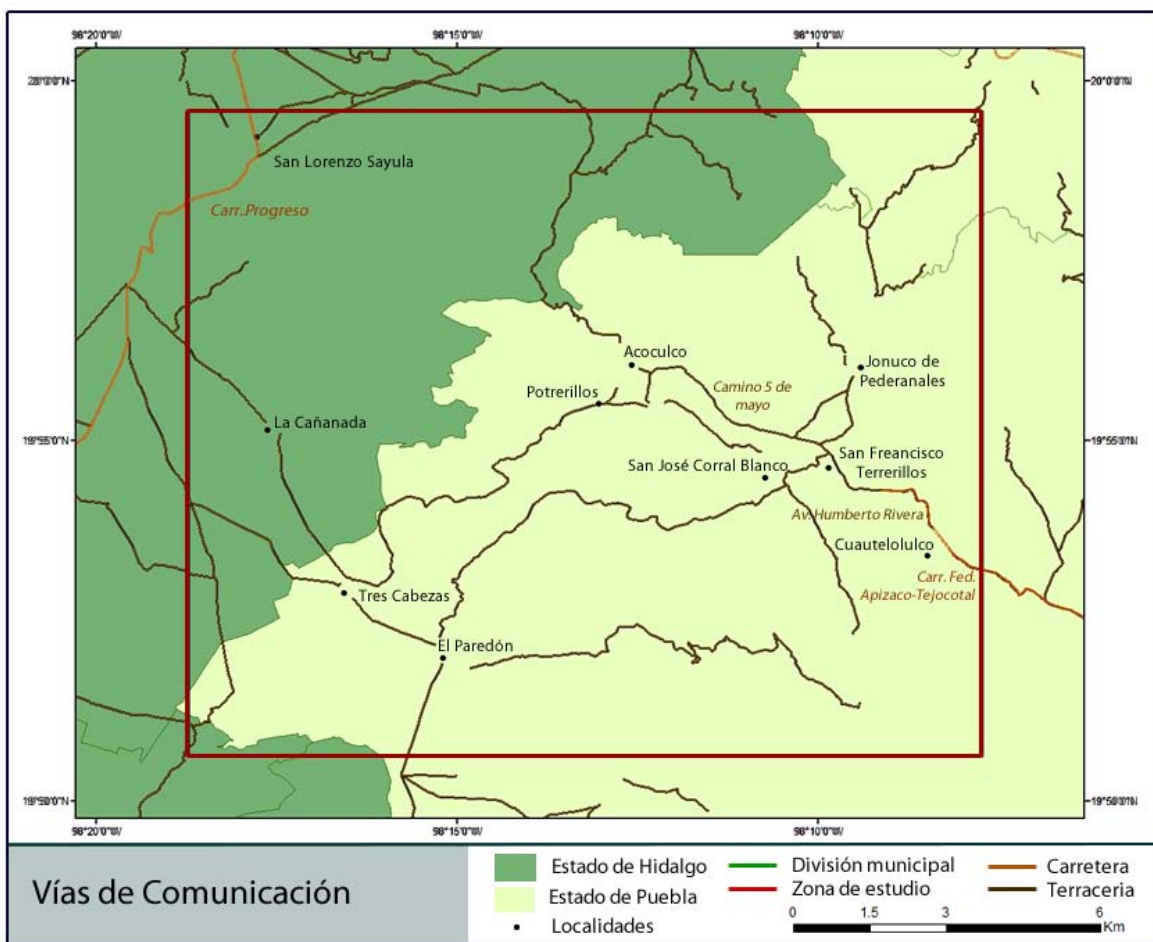 98°20'0"W 98°15'0"W 98°10'0"W
20°0'0"N 20°0'0"N
San Lorenzo Sayula
Carr.Progreso
Acoculco
Jonuco de
Pederanales
Camino 5 de
mayo
Potrerillos
La Cañanada
19°55'0"N 19°55'0"N
San Freancisco
Terrerillos
San José Corral Blanco
Av.Humberto Rivera
Cuautelolulco
Carr. Fed.
Apizaco-Tejocotal
Tres Cabezas
El Paredón
19°50'0"N 19°50'0"N
98°20'0"W 98°15'0"W 98°10'0"W
Vías de Comunicación
Estado de Hidalgo
Estado de Puebla
Localidades
División municipal
Zona de estudio
Carretera
Terraceria
0 1.5 3 6
Km